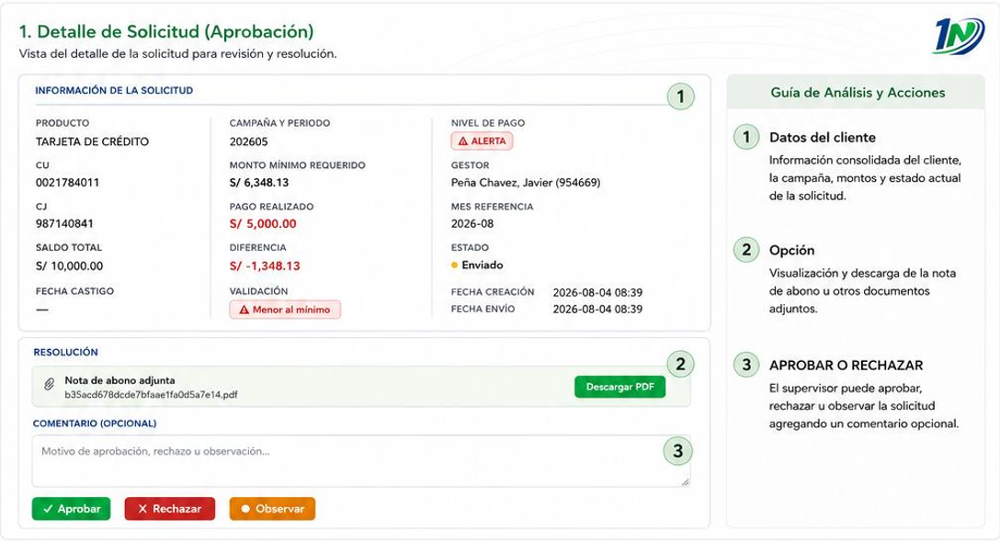 1. Detalle de Solicitud (Aprobación)
Vista del detalle de la solicitud para revisión y resolución.
1N
INFORMACIÓN DE LA SOLICITUD
1
PRODUCTO
TARJETA DE CRÉDITO
CU
0021784011
CJ
987140841
SALDO TOTAL
S/ 10,000.00
FECHA CASTIGO
—
CAMPAÑA Y PERIODO
202605
MONTO MÍNIMO REQUERIDO
S/ 6,348.13
PAGO REALIZADO
S/ 5,000.00
DIFERENCIA
S/ -1,348.13
VALIDACIÓN
Menor al mínimo
NIVEL DE PAGO
ALERTA
GESTOR
Peña Chavez, Javier (954669)
MES REFERENCIA
2026-08
ESTADO
Enviado
FECHA CREACIÓN 2026-08-04 08:39
FECHA ENVÍO 2026-08-04 08:39
RESOLUCIÓN
2
Nota de abono adjunta
b35acd678dcde7bfaae1fa0d5a7e14.pdf
Descargar PDF
COMENTARIO (OPCIONAL)
Motivo de aprobación, rechazo u observación...
3
Aprobar
Rechazar
Observar
Guía de Análisis y Acciones
1 Datos del cliente
Información consolidada del cliente,
la campaña, montos y estado actual
de la solicitud.
2 Opción
Visualización y descarga de la nota
de abono u otros documentos
adjuntos.
3 APROBAR O RECHAZAR
El supervisor puede aprobar,
rechazar u observar la solicitud
agregando un comentario opcional.